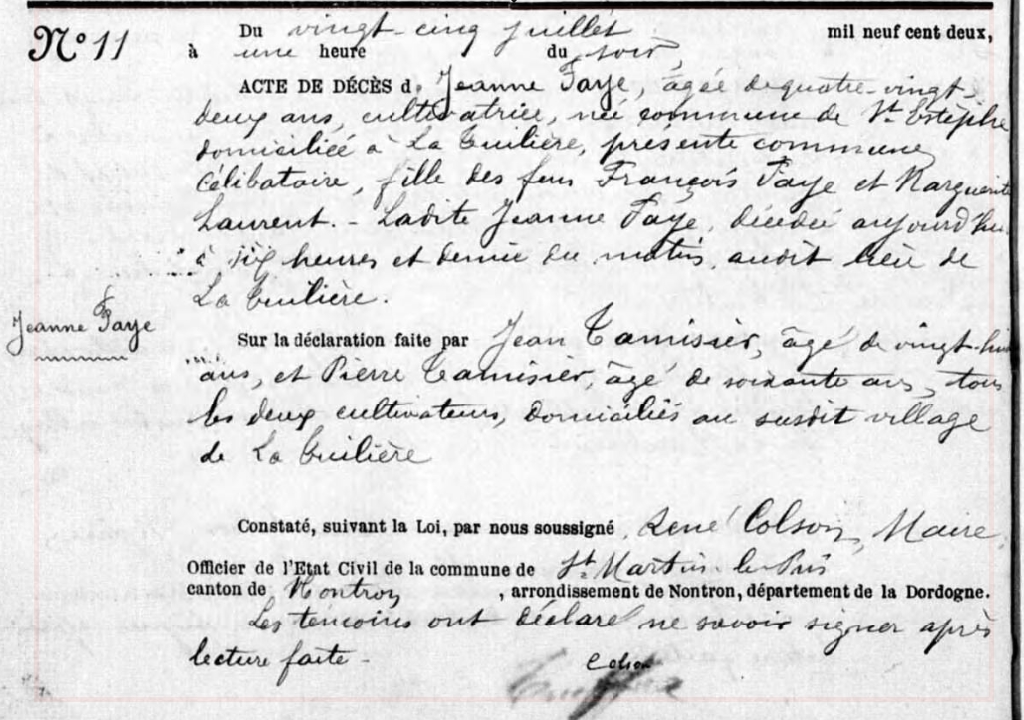 N° 11
Du vingt-cinq juillet mil neuf cent deux,
à une heure du soir,
ACTE DE DÉCÈS de Jeanne Faye, âgée de quatre-vingt-
deux ans, cultivatrice, née commune de St Estèphe
domiciliée à La Tuilière, présente commune,
célibataire, fille des feus François Faye et Marguerite
Laurent. - Ladite Jeanne Faye, décédée aujourd'hui
à six heures et demie du matin, audit lieu de
La Tuilière.
Jeanne Faye
Sur la déclaration faite par Jean Tamisier, âgé de vingt-huit
ans, et Pierre Tamisier, âgé de soixante ans, tous
les deux cultivateurs, domiciliés au susdit village
de La Tuilière
Constaté, suivant la Loi, par nous soussigné René Colson, Maire
Officier de l'Etat Civil de la commune de St Martin le Pin
canton de Nontron, arrondissement de Nontron, département de la Dordogne.
Les témoins ont déclaré ne savoir signer après
lecture faite -
Colson